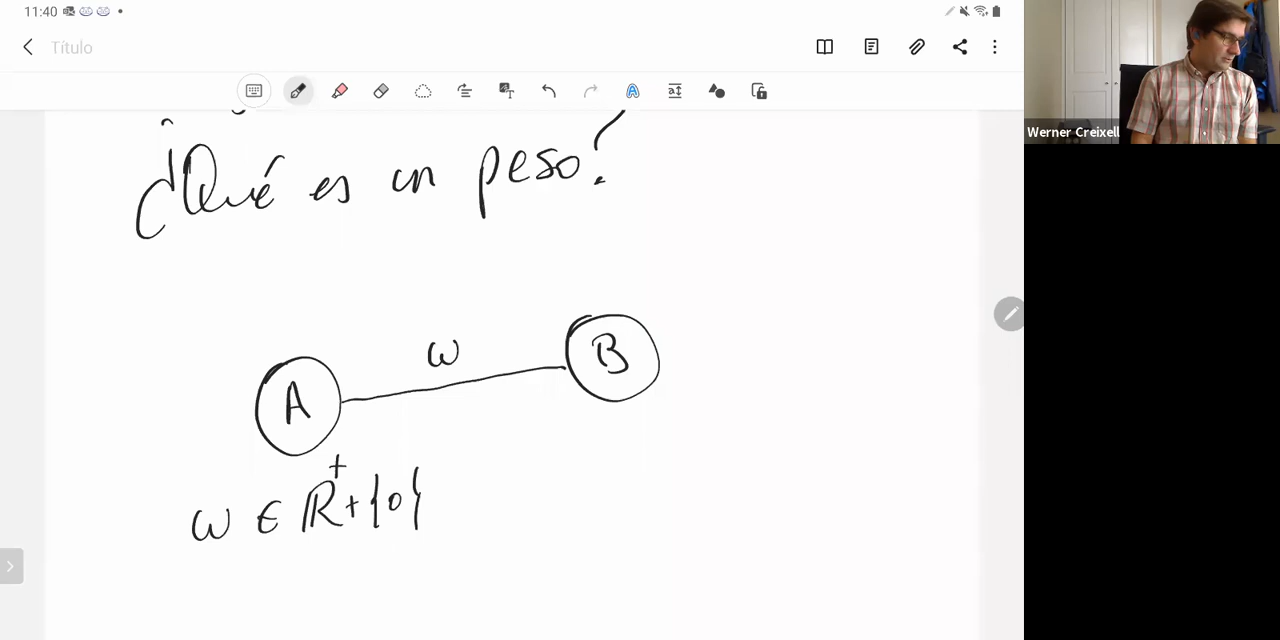 11:40
Título
Werner Creixell
¿Qué es un peso?
ω
A
B
ω ∈ ℝ⁺ + {0}